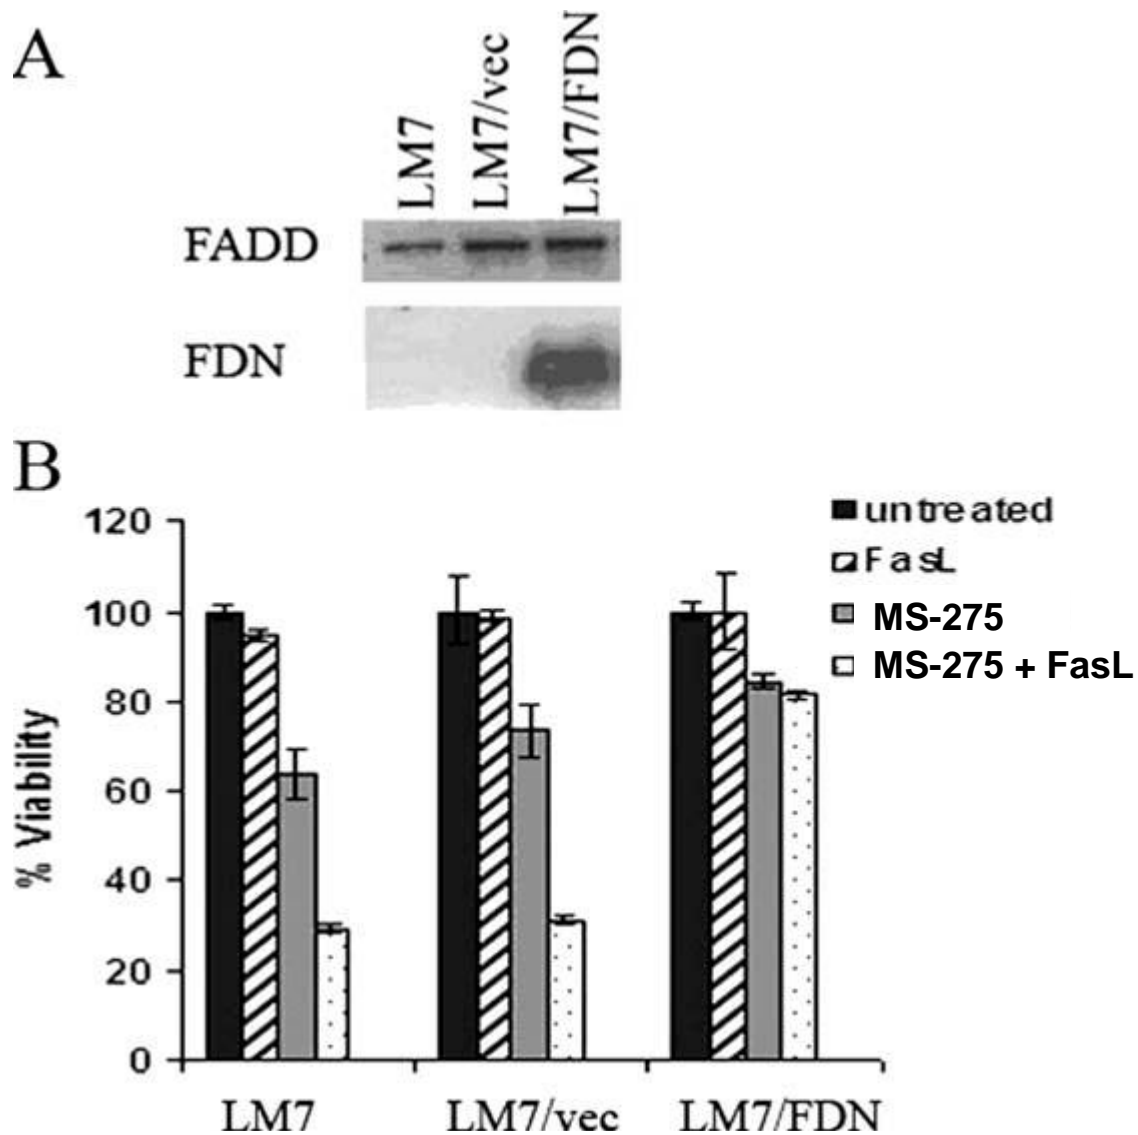 A
LM7
LM7/vec
LM7/FDN
FADD
FDN
B
% Viability
120
100
80
60
40
20
0
untreated
FasL
MS-275
MS-275 + FasL
LM7
LM7/vec
LM7/FDN